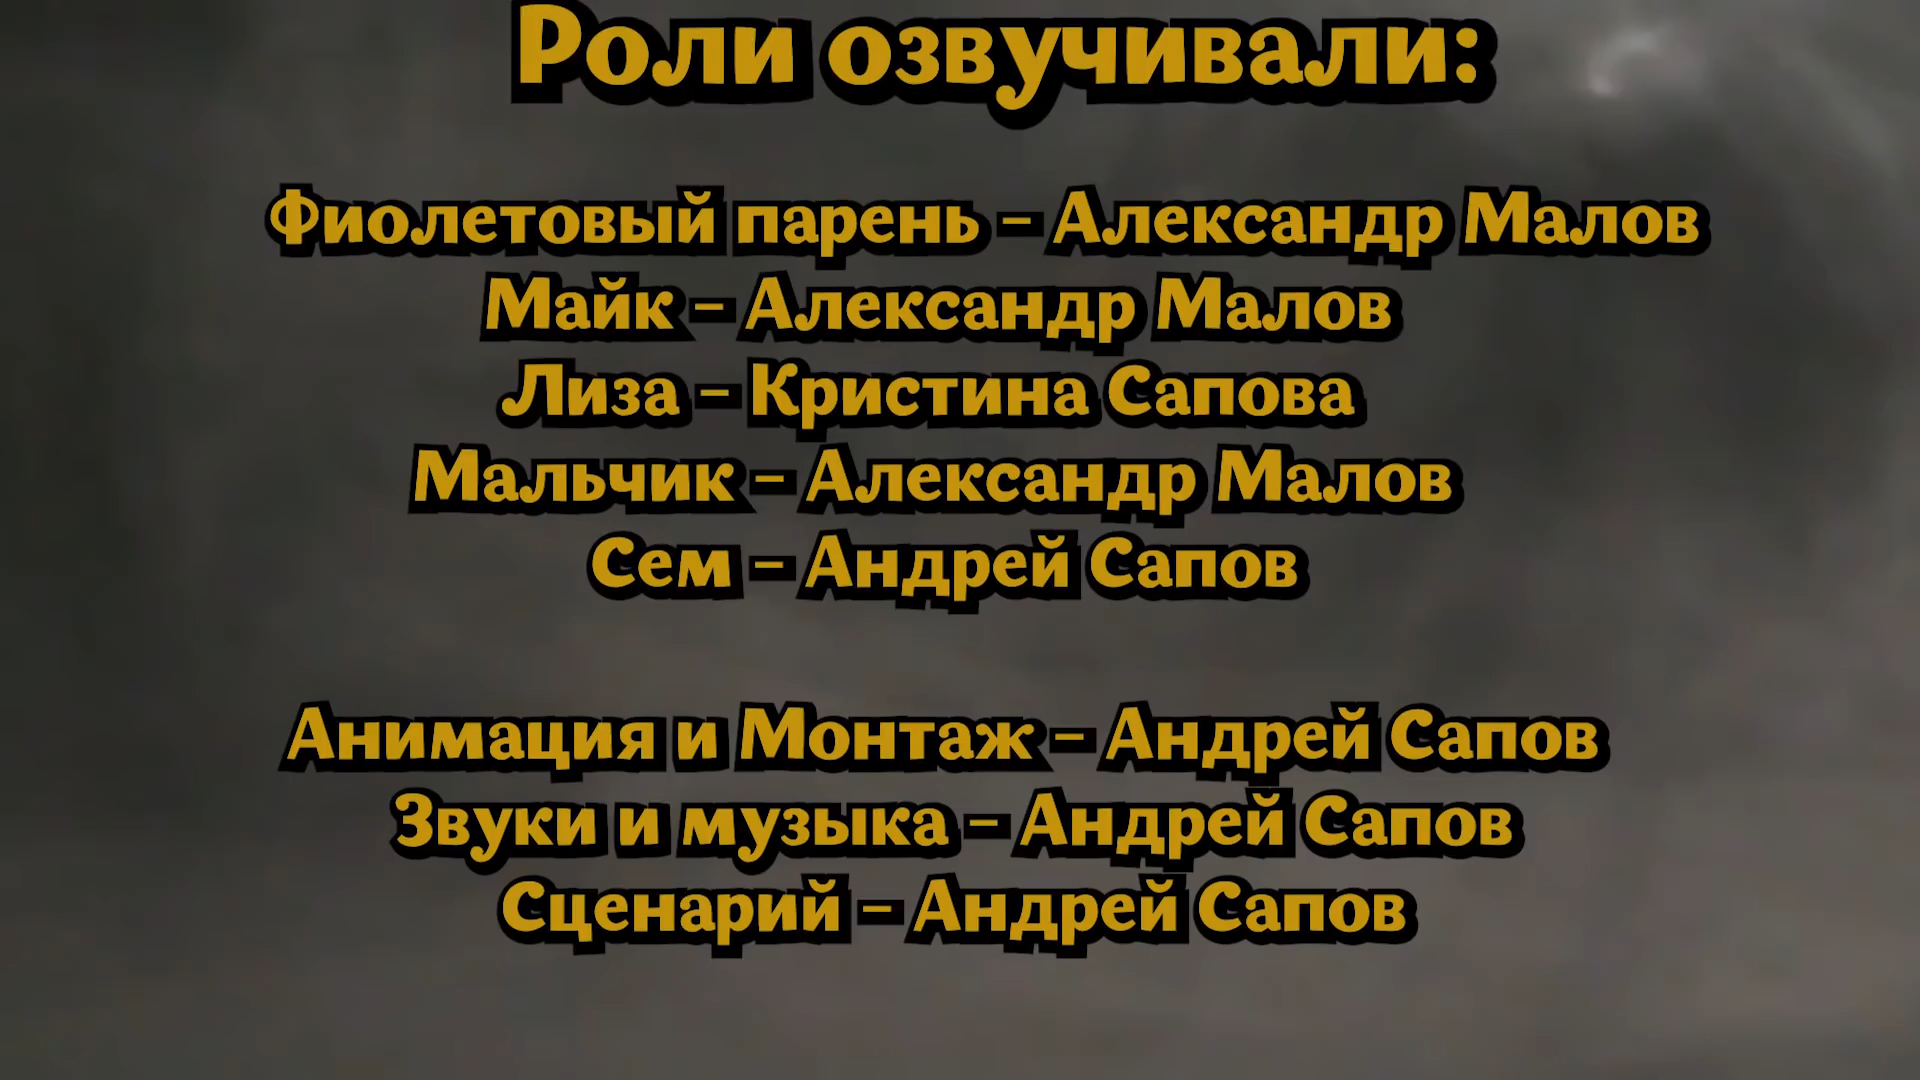 Роли озвучивали:
Фиолетовый парень – Александр Малов
Майк – Александр Малов
Лиза – Кристина Сапова
Мальчик – Александр Малов
Сем – Андрей Сапов
Анимация и Монтаж – Андрей Сапов
Звуки и музыка – Андрей Сапов
Сценарий – Андрей Сапов